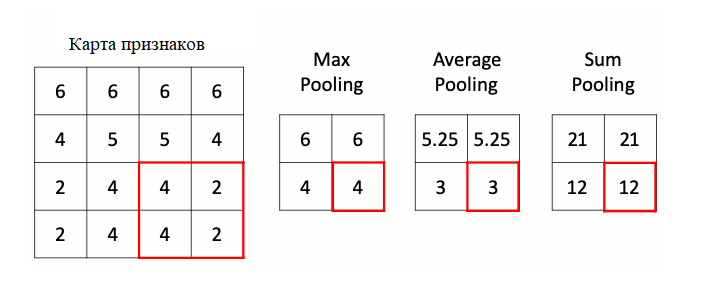 Карта признаков
6 6 6 6
4 5 5 4
2 4 4 2
2 4 4 2
Max
Pooling
6 6
4 4
Average
Pooling
5.25 5.25
3 3
Sum
Pooling
21 21
12 12